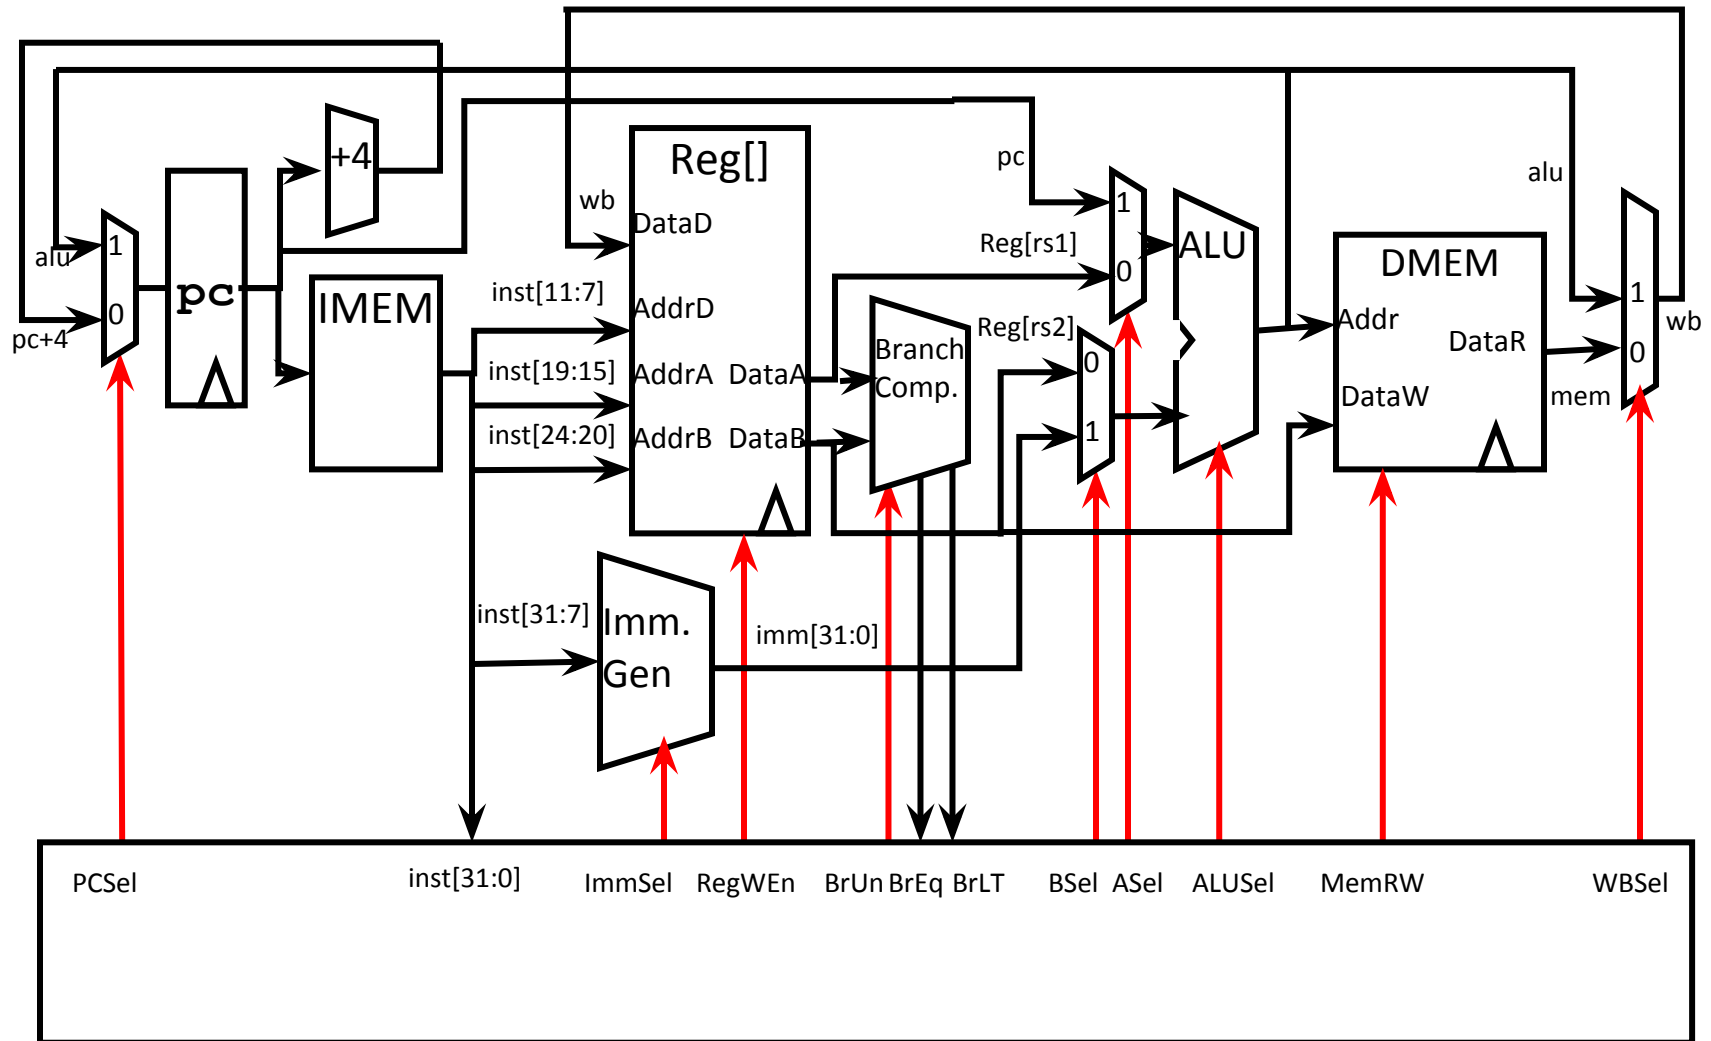 +4
Reg[]
pc
alu
wb
DataD
1
1
ALU
alu
1
0
pc
IMEM
inst[11:7]
AddrD
Reg[rs1]
0
DMEM
1
wb
pc+4
Reg[rs2]
Addr
DataR
0
inst[19:15]
AddrA
DataA
Branch
Comp.
0
DataW
mem
inst[24:20]
AddrB
DataB
1
inst[31:7]
Imm.
Gen
imm[31:0]
PCSel
inst[31:0]
ImmSel
RegWEn
BrUn
BrEq
BrLT
BSel
ASel
ALUSel
MemRW
WBSel